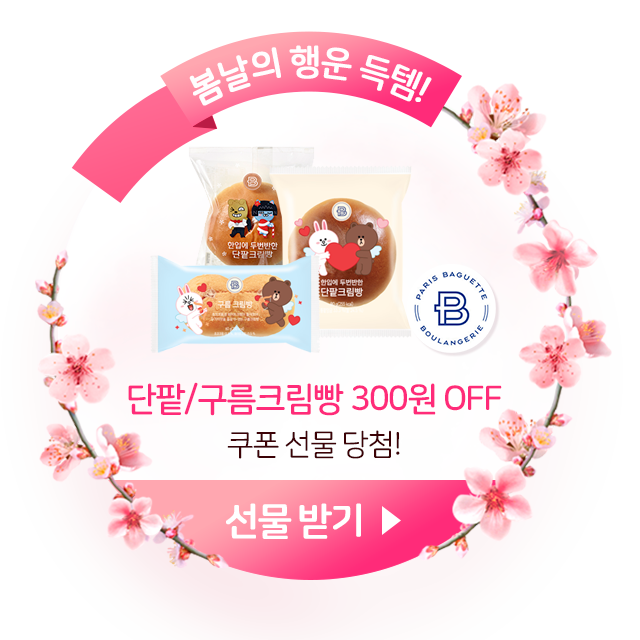 봄날의 행운 득템!
한입에 두번반한
단팥크림빵
한입에 두번반한
단팥크림빵
구름크림빵
PARIS BAGUETTE
B
BOULANGERIE
단팥/구름크림빵 300원 OFF
쿠폰 선물 당첨!
선물 받기 ▶